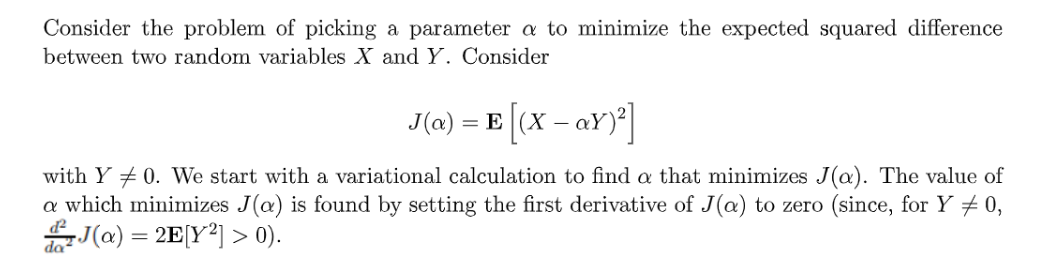 Consider the problem of picking a parameter α to minimize the expected squared difference
between two random variables X and Y. Consider
J(α) = E [(X − αY)²]
with Y ≠ 0. We start with a variational calculation to find α that minimizes J(α). The value of
α which minimizes J(α) is found by setting the first derivative of J(α) to zero (since, for Y ≠ 0,
d²/dα² J(α) = 2E[Y²] > 0).